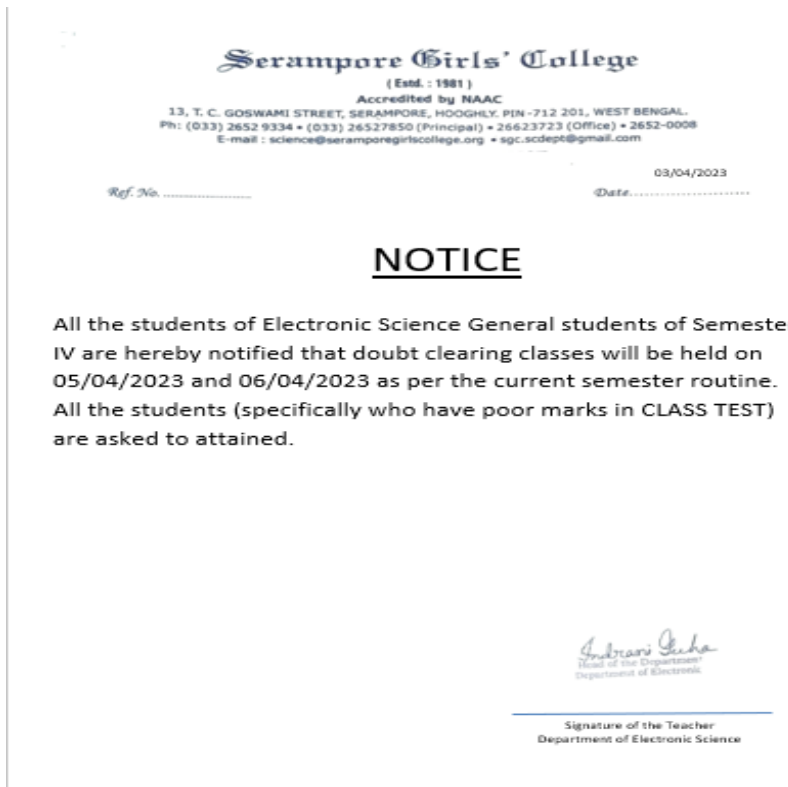 Serampore Girls' College
( Estd. : 1981 )
Accredited by NAAC
13, T. C. GOSWAMI STREET, SERAMPORE, HOOGHLY. PIN-712 201, WEST BENGAL.
Ph: (033) 2652 9334 • (033) 26527850 (Principal) • 26623723 (Office) • 2652-0008
E-mail : science@seramporegirlscollege.org • sgc.scdept@gmail.com
03/04/2023
Ref. No. ........................ Date............................
NOTICE
All the students of Electronic Science General students of Semeste
IV are hereby notified that doubt clearing classes will be held on
05/04/2023 and 06/04/2023 as per the current semester routine.
All the students (specifically who have poor marks in CLASS TEST)
are asked to attained.
Indrani Guha
Head of the Department
Department of Electronic
Signature of the Teacher
Department of Electronic Science